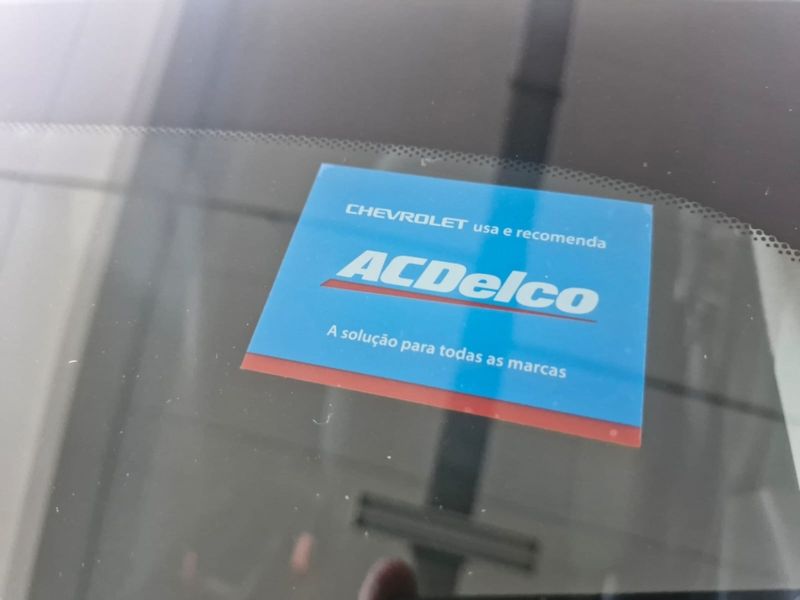 CHEVROLET usa e recomenda
ACDelco
A solução para todas as marcas